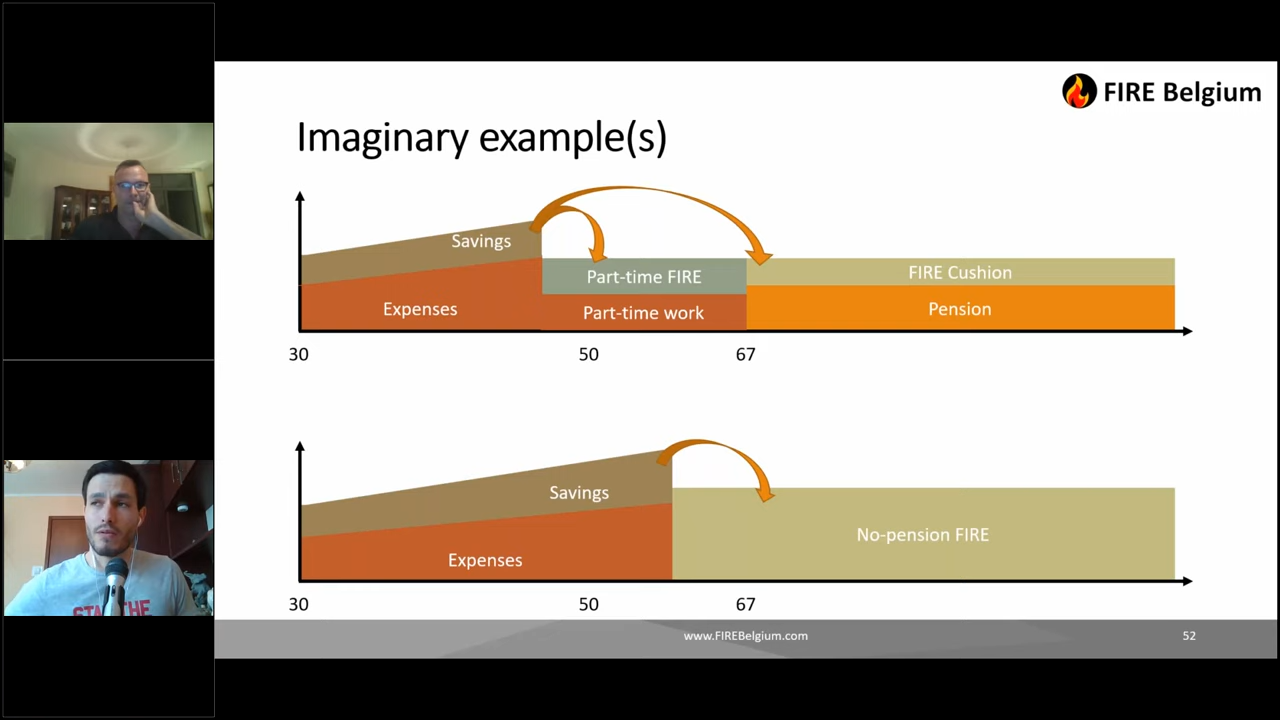 FIRE Belgium
Imaginary example(s)
Savings
Part-time FIRE
FIRE Cushion
Expenses
Part-time work
Pension
30
50
67
Savings
No-pension FIRE
Expenses
30
50
67
www.FIREBelgium.com
52